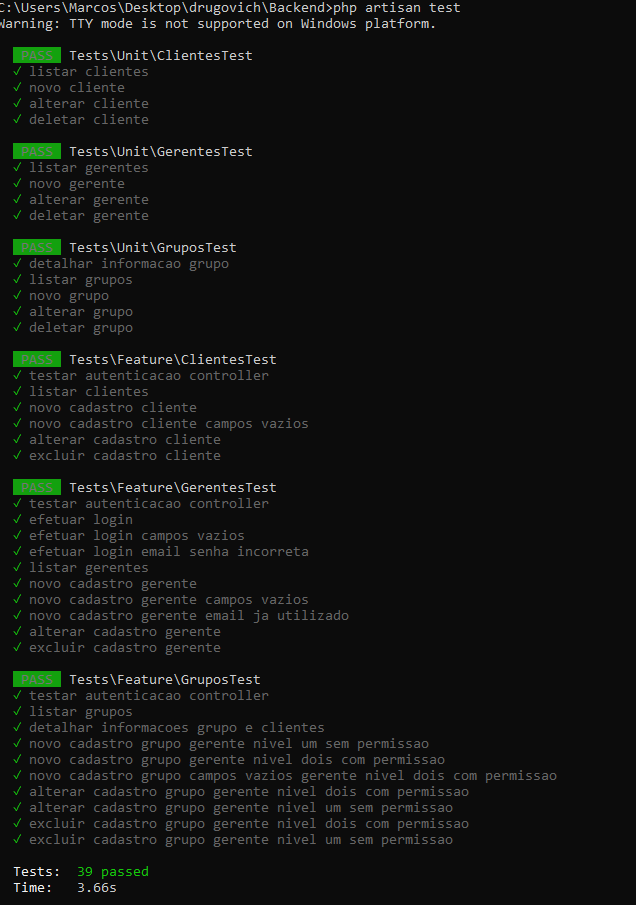 C:\Users\Marcos\Desktop\drugovich\Backend>php artisan test
Warning: TTY mode is not supported on Windows platform.
PASS Tests\Unit\ClientesTest
✓ listar clientes
✓ novo cliente
✓ alterar cliente
✓ deletar cliente
PASS Tests\Unit\GerentesTest
✓ listar gerentes
✓ novo gerente
✓ alterar gerente
✓ deletar gerente
PASS Tests\Unit\GruposTest
✓ detalhar informacao grupo
✓ listar grupos
✓ novo grupo
✓ alterar grupo
✓ deletar grupo
PASS Tests\Feature\ClientesTest
✓ testar autenticacao controller
✓ listar clientes
✓ novo cadastro cliente
✓ novo cadastro cliente campos vazios
✓ alterar cadastro cliente
✓ excluir cadastro cliente
PASS Tests\Feature\GerentesTest
✓ testar autenticacao controller
✓ efetuar login
✓ efetuar login campos vazios
✓ efetuar login email senha incorreta
✓ listar gerentes
✓ novo cadastro gerente
✓ novo cadastro gerente campos vazios
✓ novo cadastro gerente email ja utilizado
✓ alterar cadastro gerente
✓ excluir cadastro gerente
PASS Tests\Feature\GruposTest
✓ testar autenticacao controller
✓ listar grupos
✓ detalhar informacoes grupo e clientes
✓ novo cadastro grupo gerente nivel um sem permissao
✓ novo cadastro grupo gerente nivel dois com permissao
✓ novo cadastro grupo campos vazios gerente nivel dois com permissao
✓ alterar cadastro grupo gerente nivel dois com permissao
✓ alterar cadastro grupo gerente nivel um sem permissao
✓ excluir cadastro grupo gerente nivel dois com permissao
✓ excluir cadastro grupo gerente nivel um sem permissao
Tests: 39 passed
Time: 3.66s